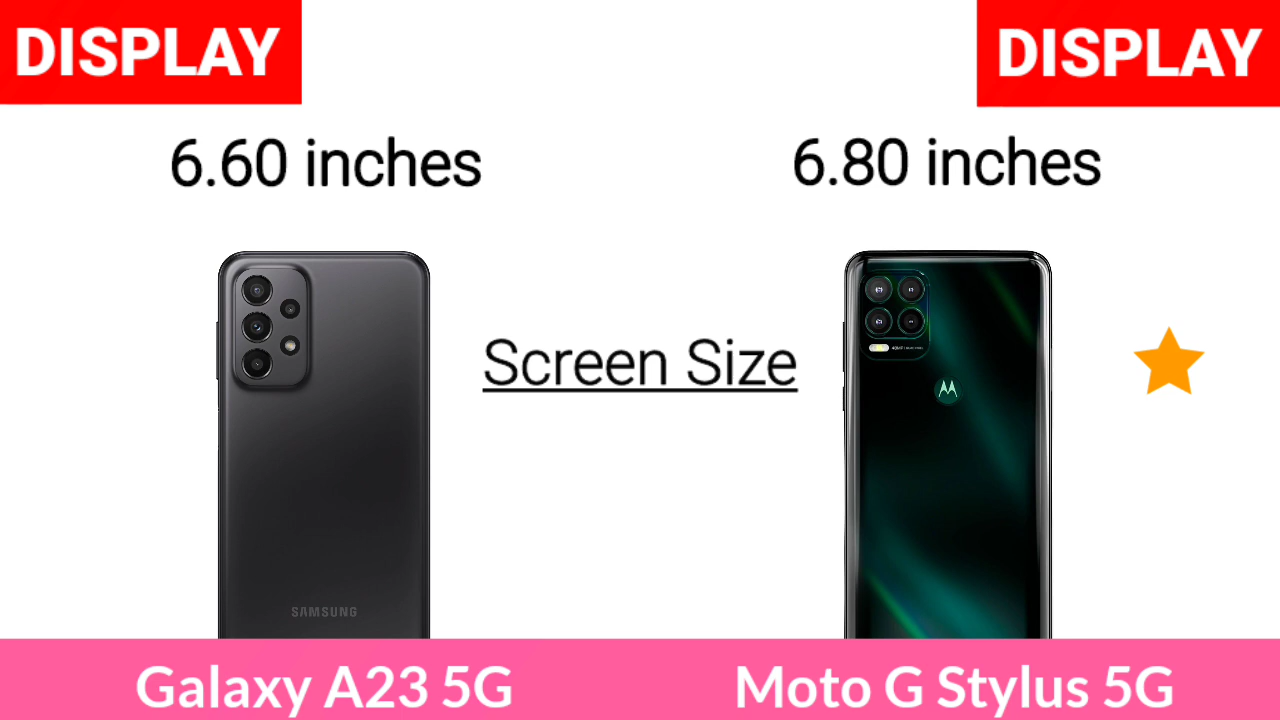 DISPLAY
DISPLAY
6.60 inches
6.80 inches
Screen Size
SAMSUNG
Galaxy A23 5G
Moto G Stylus 5G